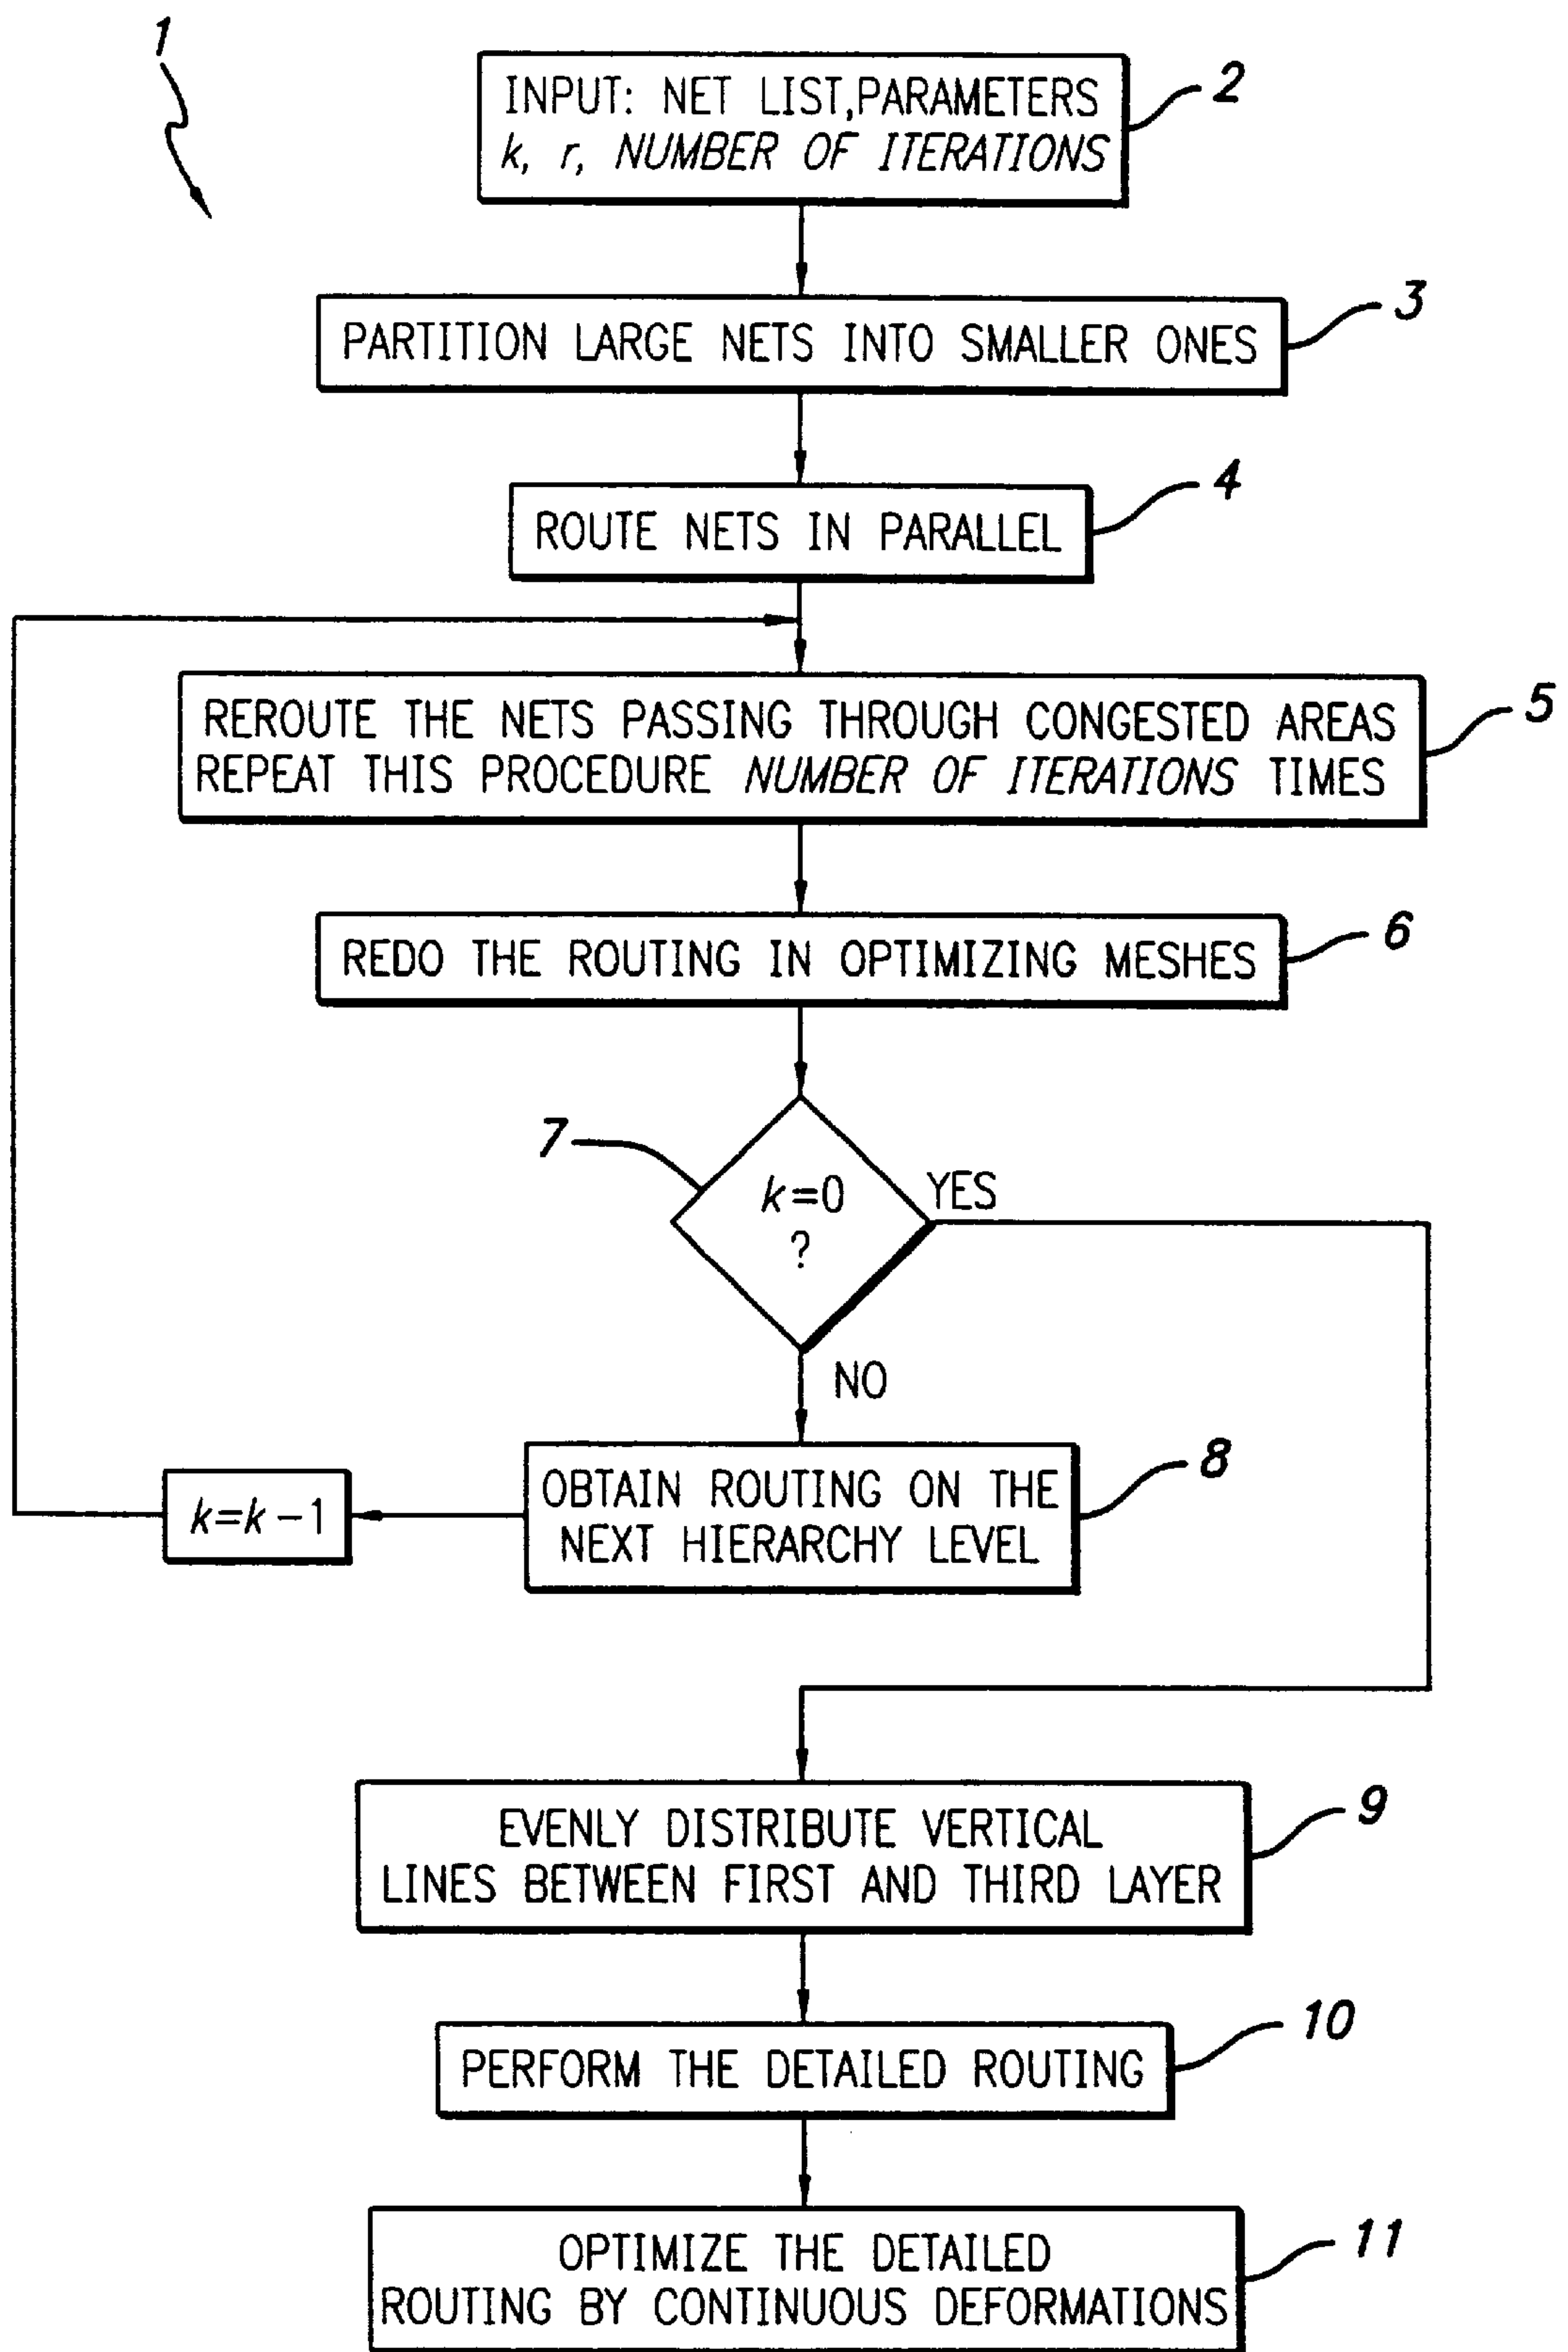 1
INPUT: NET LIST,PARAMETERS
k, r, NUMBER OF ITERATIONS
2
PARTITION LARGE NETS INTO SMALLER ONES
3
ROUTE NETS IN PARALLEL
4
REROUTE THE NETS PASSING THROUGH CONGESTED AREAS
REPEAT THIS PROCEDURE NUMBER OF ITERATIONS TIMES
5
REDO THE ROUTING IN OPTIMIZING MESHES
6
7
k=0
?
YES
NO
OBTAIN ROUTING ON THE
NEXT HIERARCHY LEVEL
8
k=k-1
EVENLY DISTRIBUTE VERTICAL
LINES BETWEEN FIRST AND THIRD LAYER
9
PERFORM THE DETAILED ROUTING
10
OPTIMIZE THE DETAILED
ROUTING BY CONTINUOUS DEFORMATIONS
11